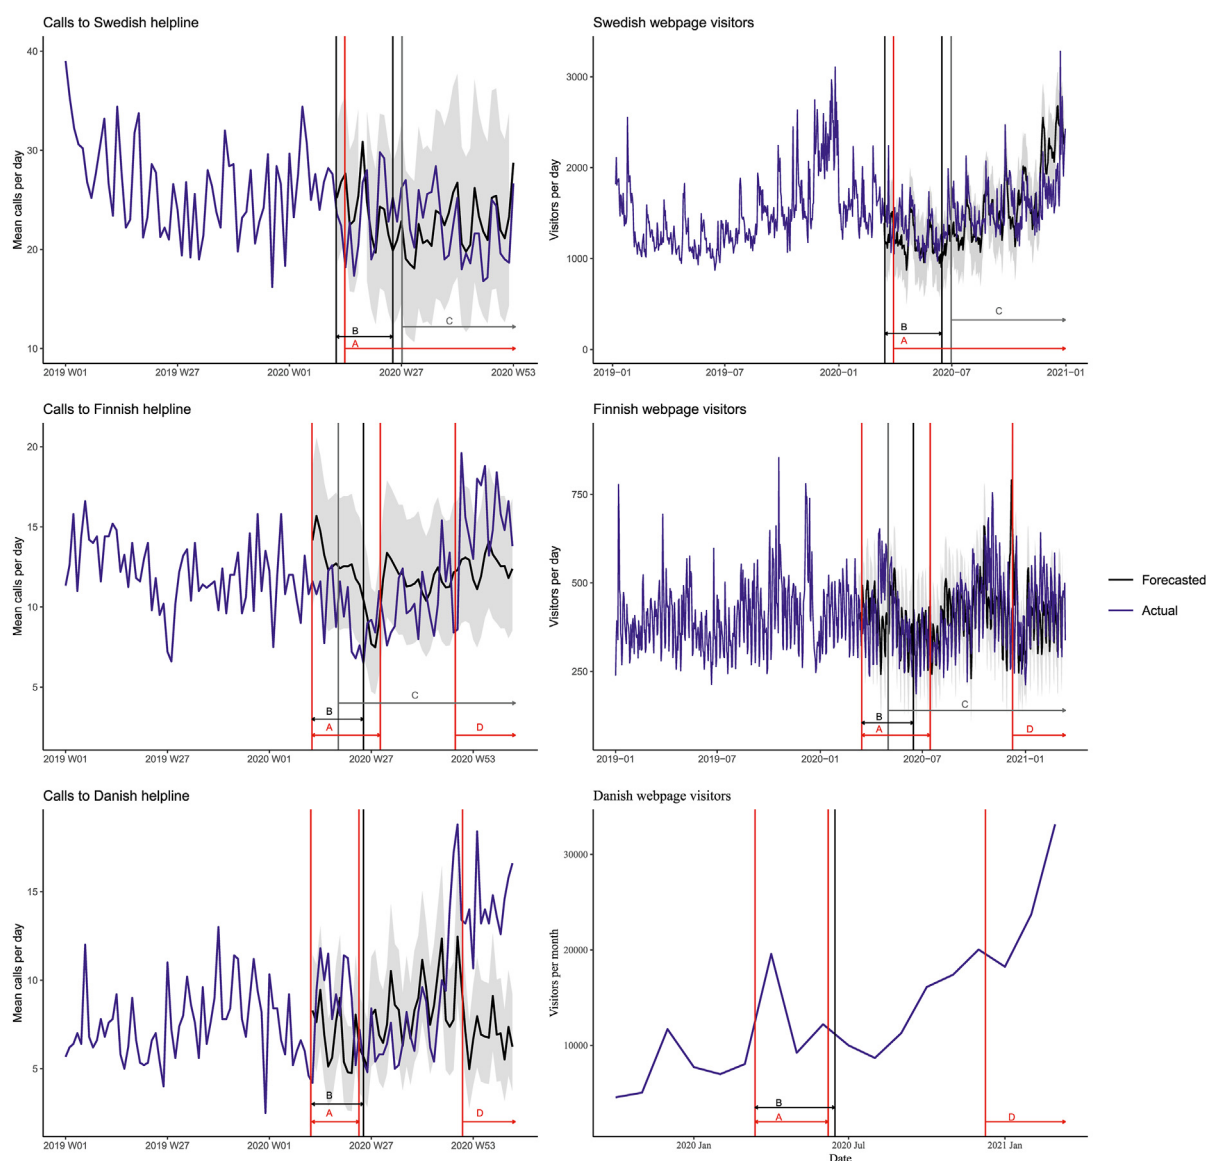 Calls to Swedish helpline
Mean calls per day
40
30
20
10
B
A
C
2019 W01
2019 W27
2020 W01
2020 W27
2020 W53
Swedish webpage visitors
Visitors per day
3000
2000
1000
0
B
A
C
2019-01
2019-07
2020-01
2020-07
2021-01
Calls to Finnish helpline
Mean calls per day
20
15
10
5
B
A
C
D
2019 W01
2019 W27
2020 W01
2020 W27
2020 W53
Finnish webpage visitors
Visitors per day
750
500
250
B
A
C
D
2019-01
2019-07
2020-01
2020-07
2021-01
Forecasted
Actual
Calls to Danish helpline
Mean calls per day
15
10
5
B
A
D
2019 W01
2019 W27
2020 W01
2020 W27
2020 W53
Danish webpage visitors
Visitors per month
30000
20000
10000
B
A
D
2020 Jan
2020 Jul
2021 Jan
Date